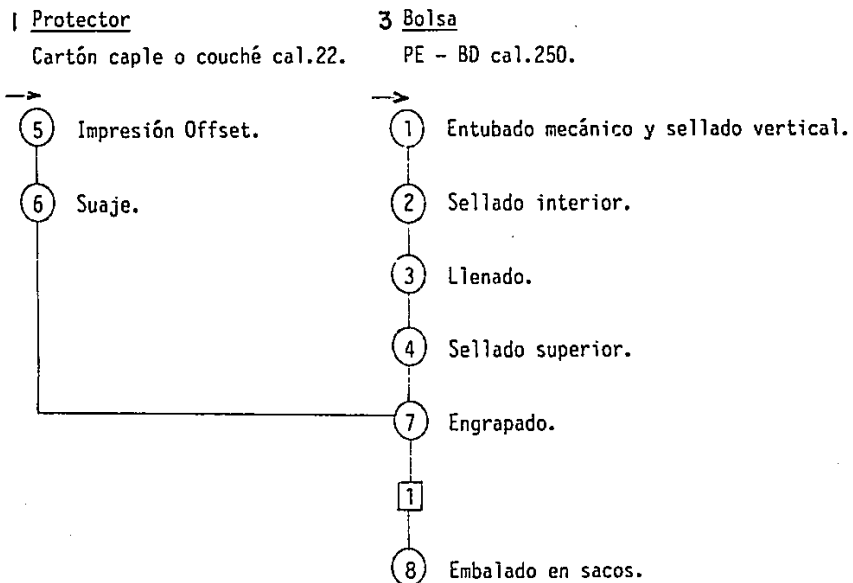 1 Protector
Cartón caple o couché cal.22.
5 Impresión Offset.
6 Suaje.
3 Bolsa
PE - BD cal.250.
1 Entubado mecánico y sellado vertical.
2 Sellado interior.
3 Llenado.
4 Sellado superior.
7 Engrapado.
1
8 Embalado en sacos.